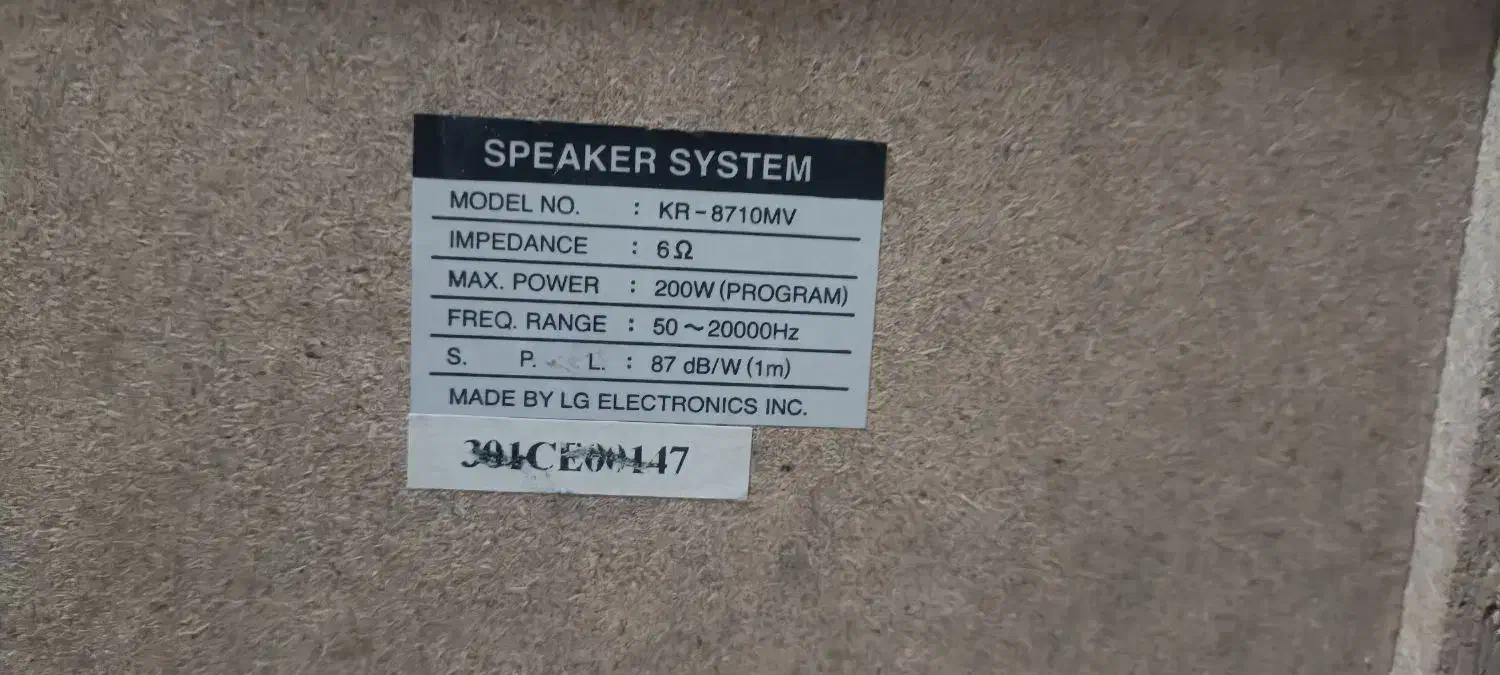 SPEAKER SYSTEM
MODEL NO. : KR-8710MV
IMPEDANCE : 6Ω
MAX. POWER : 200W (PROGRAM)
FREQ. RANGE : 50～20000Hz
S. P. L. : 87 dB/W (1m)
MADE BY LG ELECTRONICS INC.
301CE00147